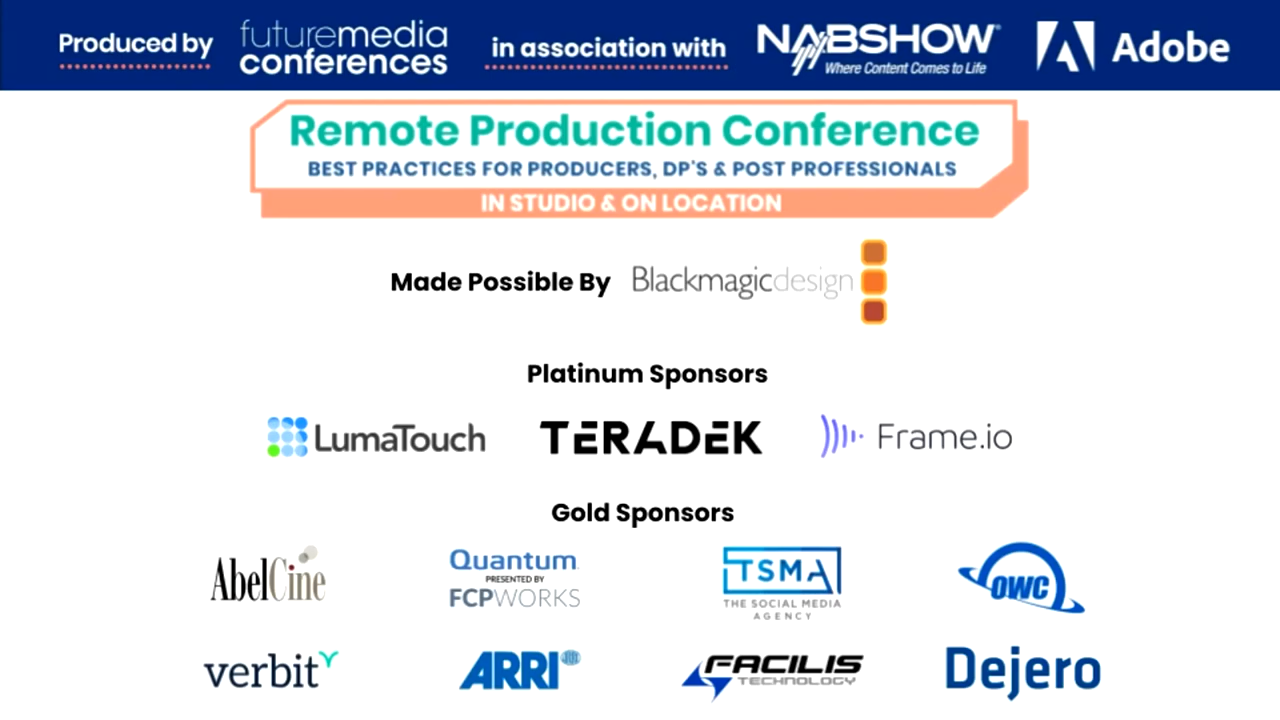 Produced by futuremedia conferences in association with NABSHOW Where Content Comes to Life Adobe
Remote Production Conference
BEST PRACTICES FOR PRODUCERS, DP'S & POST PROFESSIONALS
IN STUDIO & ON LOCATION
Made Possible By Blackmagicdesign
Platinum Sponsors
LumaTouch TERADEK Frame.io
Gold Sponsors
AbelCine
Quantum
PRESENTED BY
FCPWORKS
TSMA
THE SOCIAL MEDIA
AGENCY
OWC
verbit
ARRI
FACILIS
TECHNOLOGY
Dejero